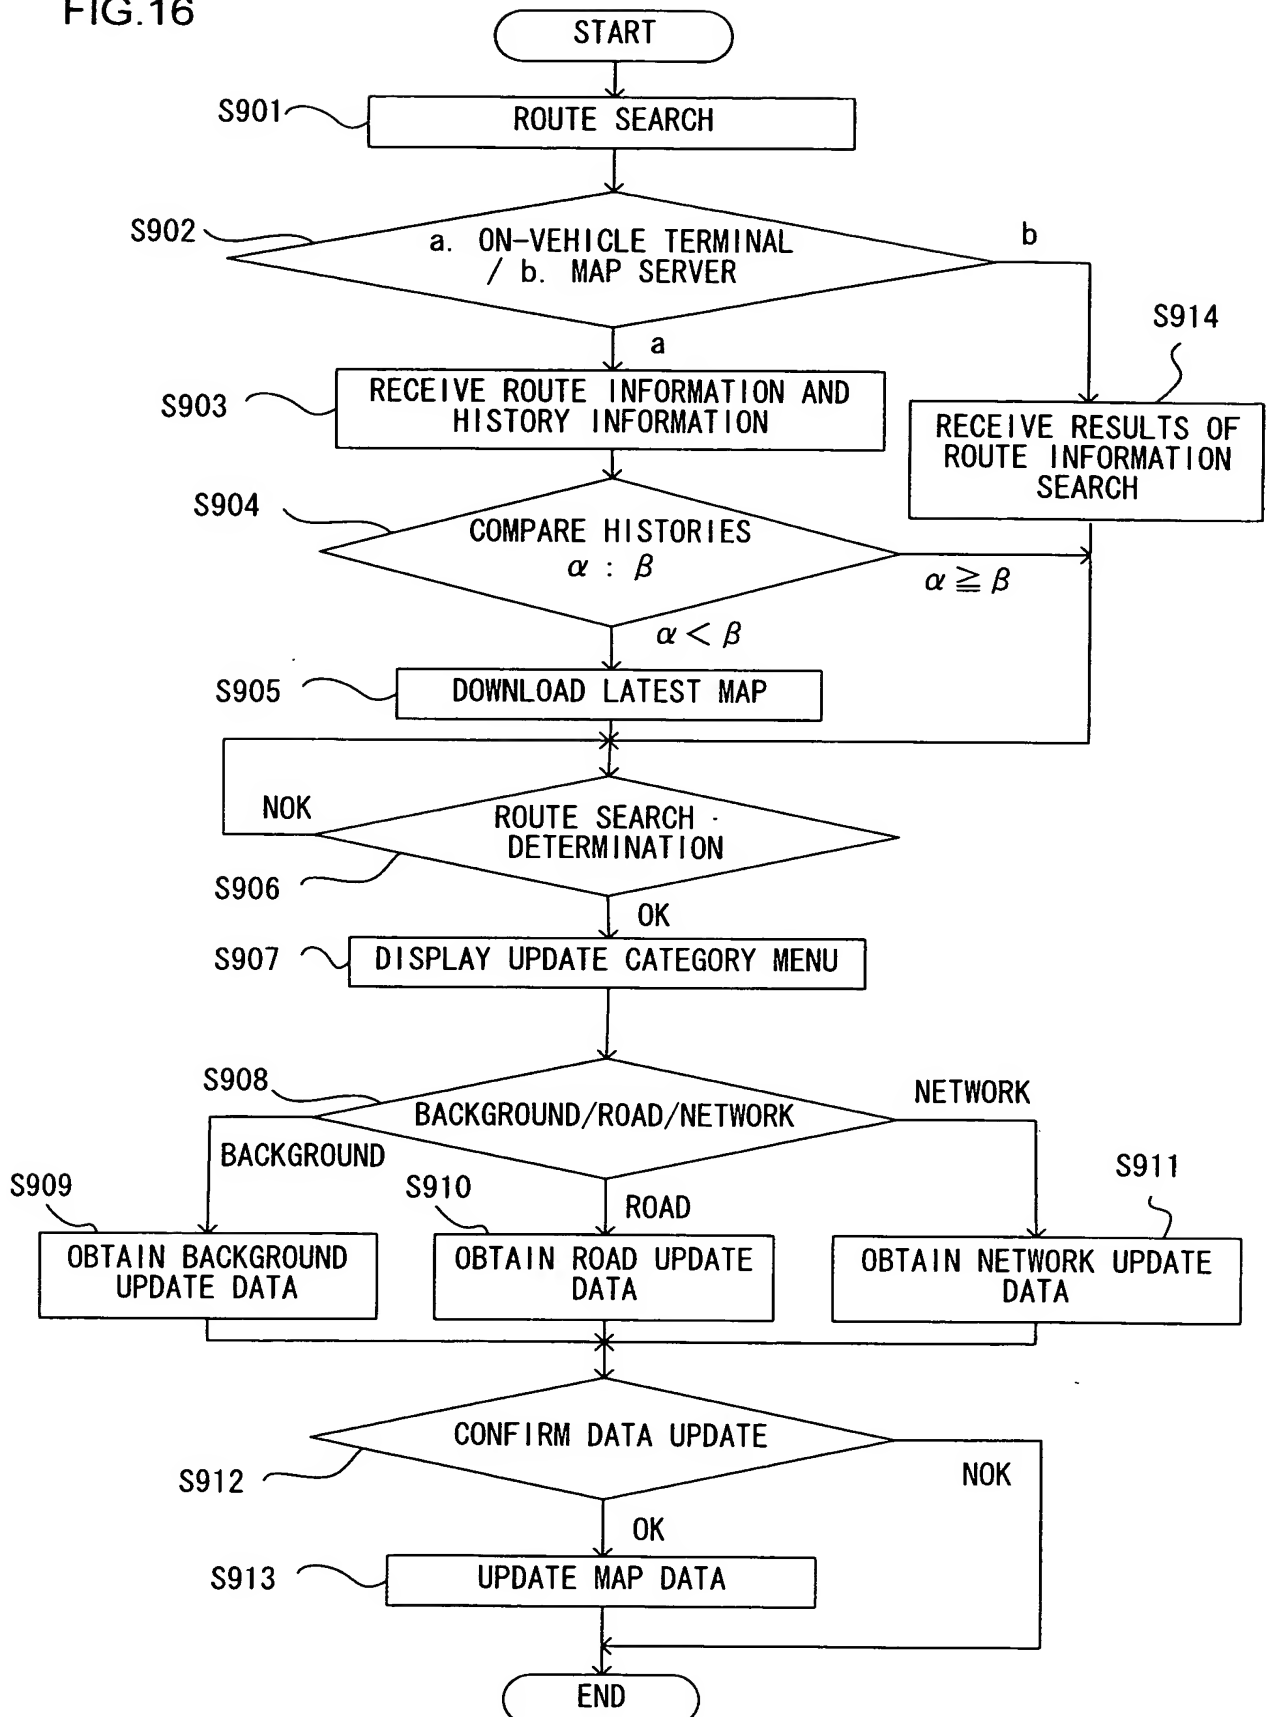 FIG.16
START
S901
ROUTE SEARCH
S902
a. ON-VEHICLE TERMINAL
/ b. MAP SERVER
b
a
S914
S903
RECEIVE ROUTE INFORMATION AND
HISTORY INFORMATION
RECEIVE RESULTS OF
ROUTE INFORMATION
SEARCH
S904
COMPARE HISTORIES
α : β
α ≧ β
α < β
S905
DOWNLOAD LATEST MAP
NOK
ROUTE SEARCH
DETERMINATION
S906
OK
S907
DISPLAY UPDATE CATEGORY MENU
S908
BACKGROUND/ROAD/NETWORK
NETWORK
BACKGROUND
ROAD
S909
OBTAIN BACKGROUND
UPDATE DATA
S910
OBTAIN ROAD UPDATE
DATA
S911
OBTAIN NETWORK UPDATE
DATA
CONFIRM DATA UPDATE
S912
NOK
OK
S913
UPDATE MAP DATA
END